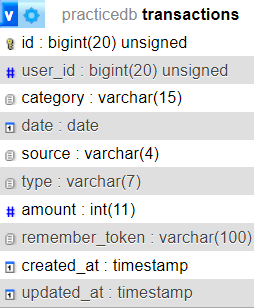 v practicedb transactions
id : bigint(20) unsigned
# user_id : bigint(20) unsigned
category : varchar(15)
date : date
source : varchar(4)
type : varchar(7)
# amount : int(11)
remember_token : varchar(100)
created_at : timestamp
updated_at : timestamp